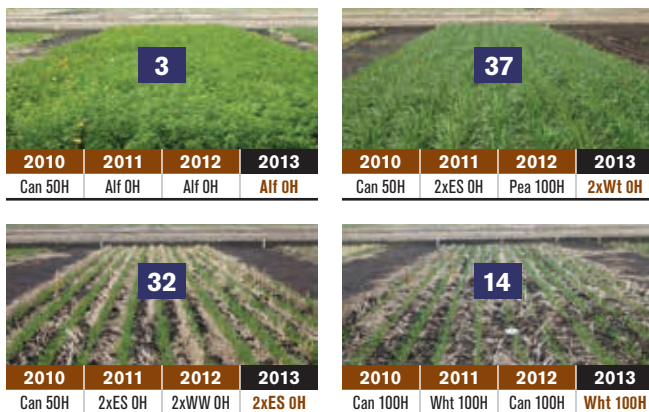 3
2010 2011 2012 2013
Can 50H Alf 0H Alf 0H Alf 0H
37
2010 2011 2012 2013
Can 50H 2xES 0H Pea 100H 2xWt 0H
32
2010 2011 2012 2013
Can 50H 2xES 0H 2xWW 0H 2xES 0H
14
2010 2011 2012 2013
Can 100H Wht 100H Can 100H Wht 100H